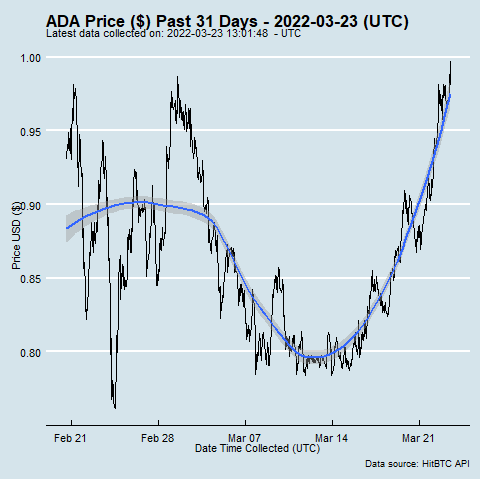 ADA Price ($) Past 31 Days - 2022-03-23 (UTC)
Latest data collected on: 2022-03-23 13:01:48 - UTC
1.00
0.95
0.90
0.85
0.80
Price USD ($)
Feb 21 Feb 28 Mar 07 Mar 14 Mar 21
Date Time Collected (UTC)
Data source: HitBTC API